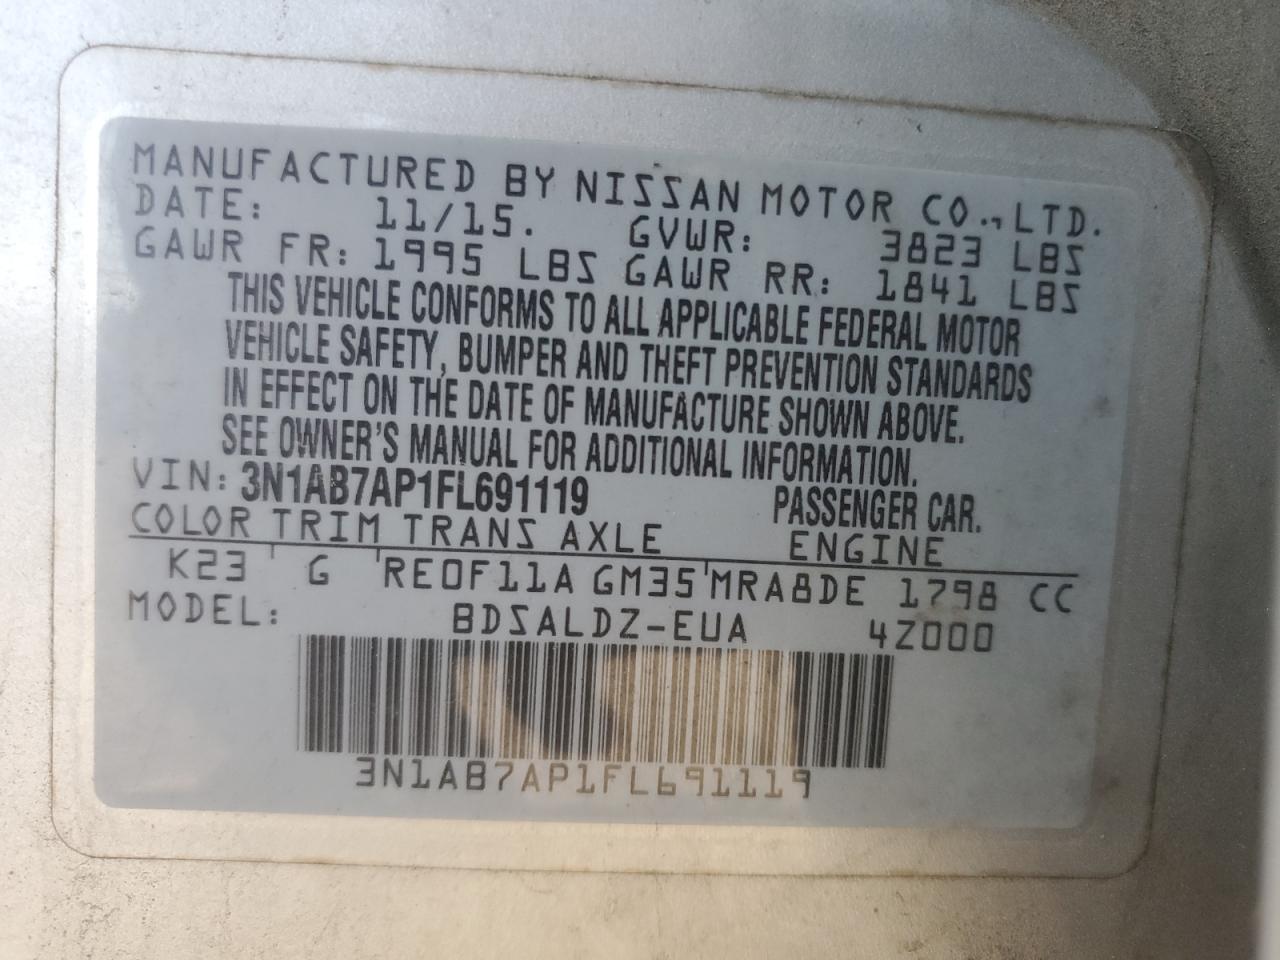 MANUFACTURED BY NISSAN MOTOR CO., LTD.
DATE: 11/15. GVWR: 3823 LBS
GAWR FR: 1995 LBS GAWR RR: 1841 LBS
THIS VEHICLE CONFORMS TO ALL APPLICABLE FEDERAL MOTOR
VEHICLE SAFETY, BUMPER AND THEFT PREVENTION STANDARDS
IN EFFECT ON THE DATE OF MANUFACTURE SHOWN ABOVE.
SEE OWNER'S MANUAL FOR ADDITIONAL INFORMATION.
VIN: 3N1AB7AP1FL691119 PASSENGER CAR.
COLOR TRIM TRANS AXLE ENGINE
K23 G RE0F11A GM35 MRA8DE 1798 CC
MODEL: BDSALDZ-EUA 4Z000
3N1AB7AP1FL691119